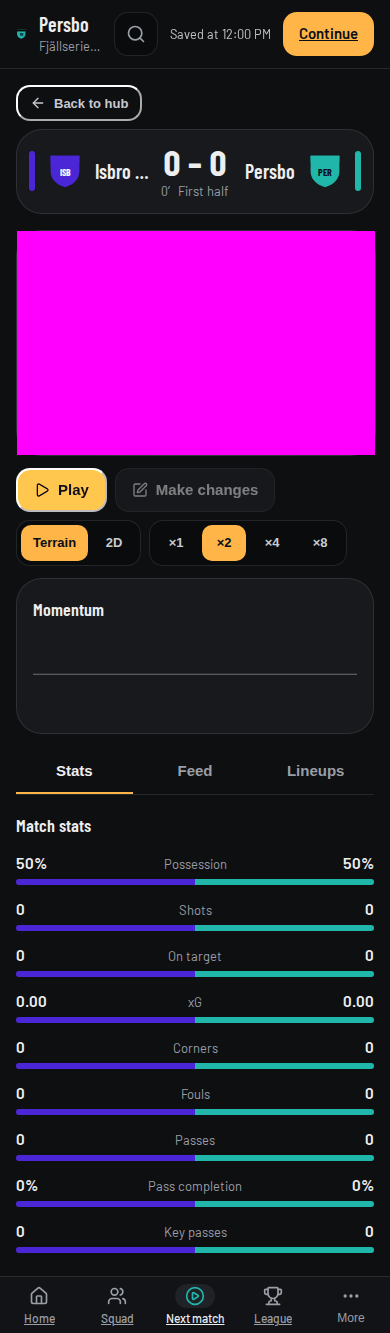 Persbo
Fjällserie...
Saved at 12:00 PM
Continue
Back to hub
ISB
Isbro ...
0 – 0
0' First half
Persbo
PER
Play
Make changes
Terrain
2D
×1
×2
×4
×8
Momentum
Stats
Feed
Lineups
Match stats
50% Possession 50%
0 Shots 0
0 On target 0
0.00 xG 0.00
0 Corners 0
0 Fouls 0
0 Passes 0
0% Pass completion 0%
0 Key passes 0
Home
Squad
Next match
League
More